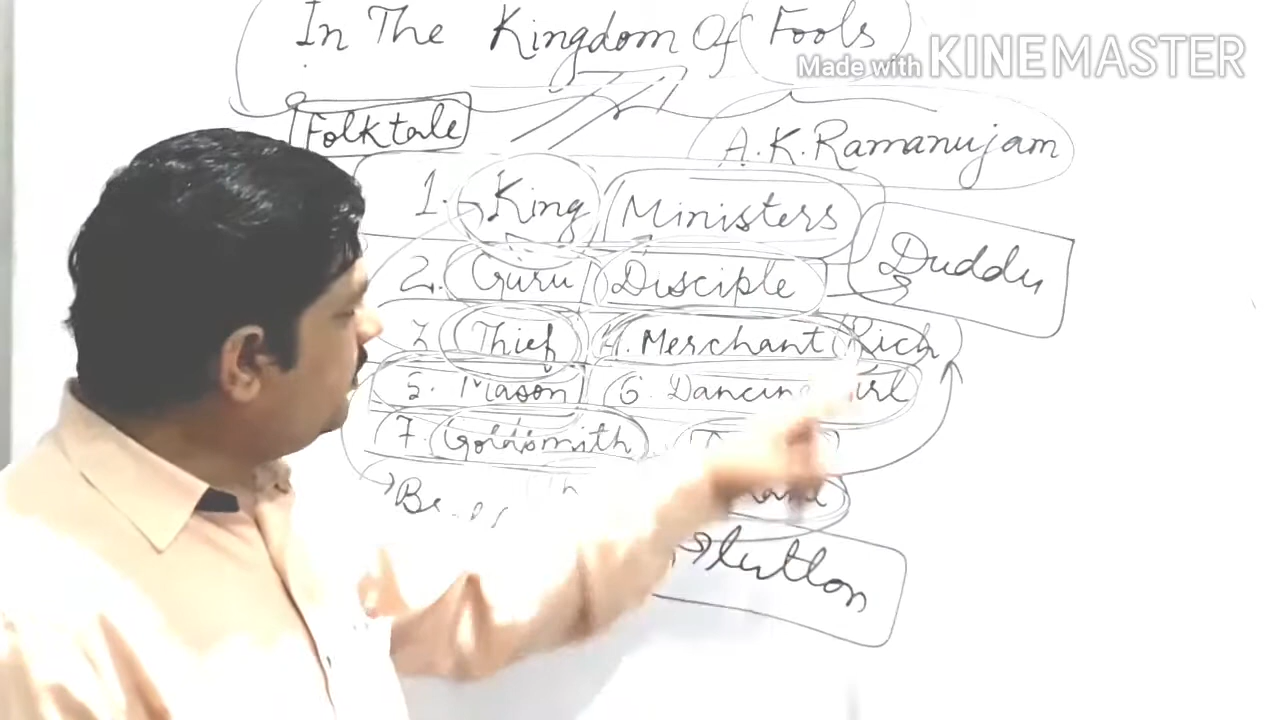 In The Kingdom Of Fools
Made with KINEMASTER
Folktale
A.K.Ramanujam
1. King Ministers
Duddu
2. Guru Disciple
3 Thief 4. Merchant Rich
5. Mason 6. Dancing Girl
7. Goldsmith